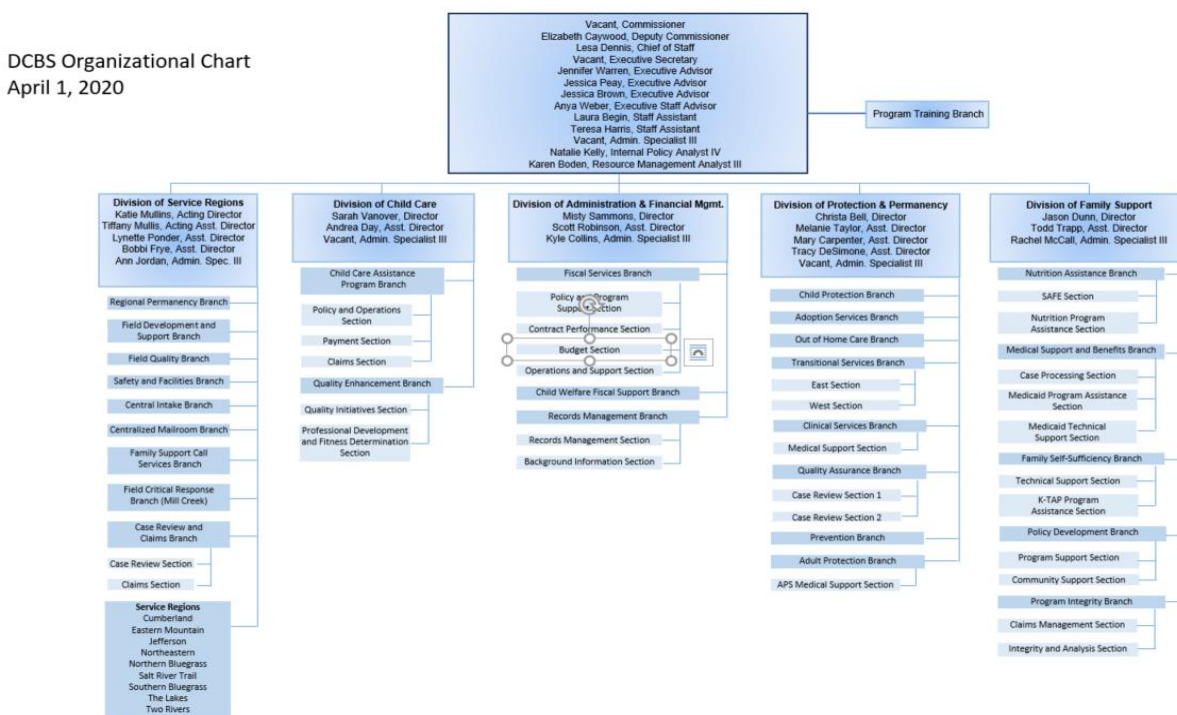 DCBS Organizational Chart
April 1, 2020
Vacant, Commissioner
Elizabeth Caywood, Deputy Commissioner
Lesa Dennis, Chief of Staff
Vacant, Executive Secretary
Jennifer Warren, Executive Advisor
Jessica Peay, Executive Advisor
Jessica Brown, Executive Advisor
Anya Weber, Executive Staff Advisor
Laura Begin, Staff Assistant
Teresa Harris, Staff Assistant
Vacant, Admin. Specialist III
Natalie Kelly, Internal Policy Analyst IV
Karen Boden, Resource Management Analyst III
Program Training Branch
Division of Service Regions
Katie Mullins, Acting Director
Tiffany Mullis, Acting Asst. Director
Lynette Ponder, Asst. Director
Bobbi Frye, Asst. Director
Ann Jordan, Admin. Spec. III
Regional Permanency Branch
Field Development and
Support Branch
Field Quality Branch
Safety and Facilities Branch
Central Intake Branch
Centralized Mailroom Branch
Family Support Call
Services Branch
Field Critical Response
Branch (Mill Creek)
Case Review and
Claims Branch
Case Review Section
Claims Section
Service Regions
Cumberland
Eastern Mountain
Jefferson
Northeastern
Northern Bluegrass
Salt River Trail
Southern Bluegrass
The Lakes
Two Rivers
Division of Child Care
Sarah Vanover, Director
Andrea Day, Asst. Director
Vacant, Admin. Specialist III
Child Care Assistance
Program Branch
Policy and Operations
Section
Payment Section
Claims Section
Quality Enhancement Branch
Quality Initiatives Section
Professional Development
and Fitness Determination
Section
Division of Administration & Financial Mgmt.
Misty Sammons, Director
Scott Robinson, Asst. Director
Kyle Collins, Admin. Specialist III
Fiscal Services Branch
Policy and Program
Support Section
Contract Performance Section
Budget Section
Operations and Support Section
Child Welfare Fiscal Support Branch
Records Management Branch
Records Management Section
Background Information Section
Division of Protection & Permanency
Christa Bell, Director
Melanie Taylor, Asst. Director
Mary Carpenter, Asst. Director
Tracy DeSimone, Asst. Director
Vacant, Admin. Specialist III
Child Protection Branch
Adoption Services Branch
Out of Home Care Branch
Transitional Services Branch
East Section
West Section
Clinical Services Branch
Medical Support Section
Quality Assurance Branch
Case Review Section 1
Case Review Section 2
Prevention Branch
Adult Protection Branch
APS Medical Support Section
Division of Family Support
Jason Dunn, Director
Todd Trapp, Asst. Director
Rachel McCall, Admin. Specialist III
Nutrition Assistance Branch
SAFE Section
Nutrition Program
Assistance Section
Medical Support and Benefits Branch
Case Processing Section
Medicaid Program Assistance
Section
Medicaid Technical
Support Section
Family Self-Sufficiency Branch
Technical Support Section
K-TAP Program
Assistance Section
Policy Development Branch
Program Support Section
Community Support Section
Program Integrity Branch
Claims Management Section
Integrity and Analysis Section